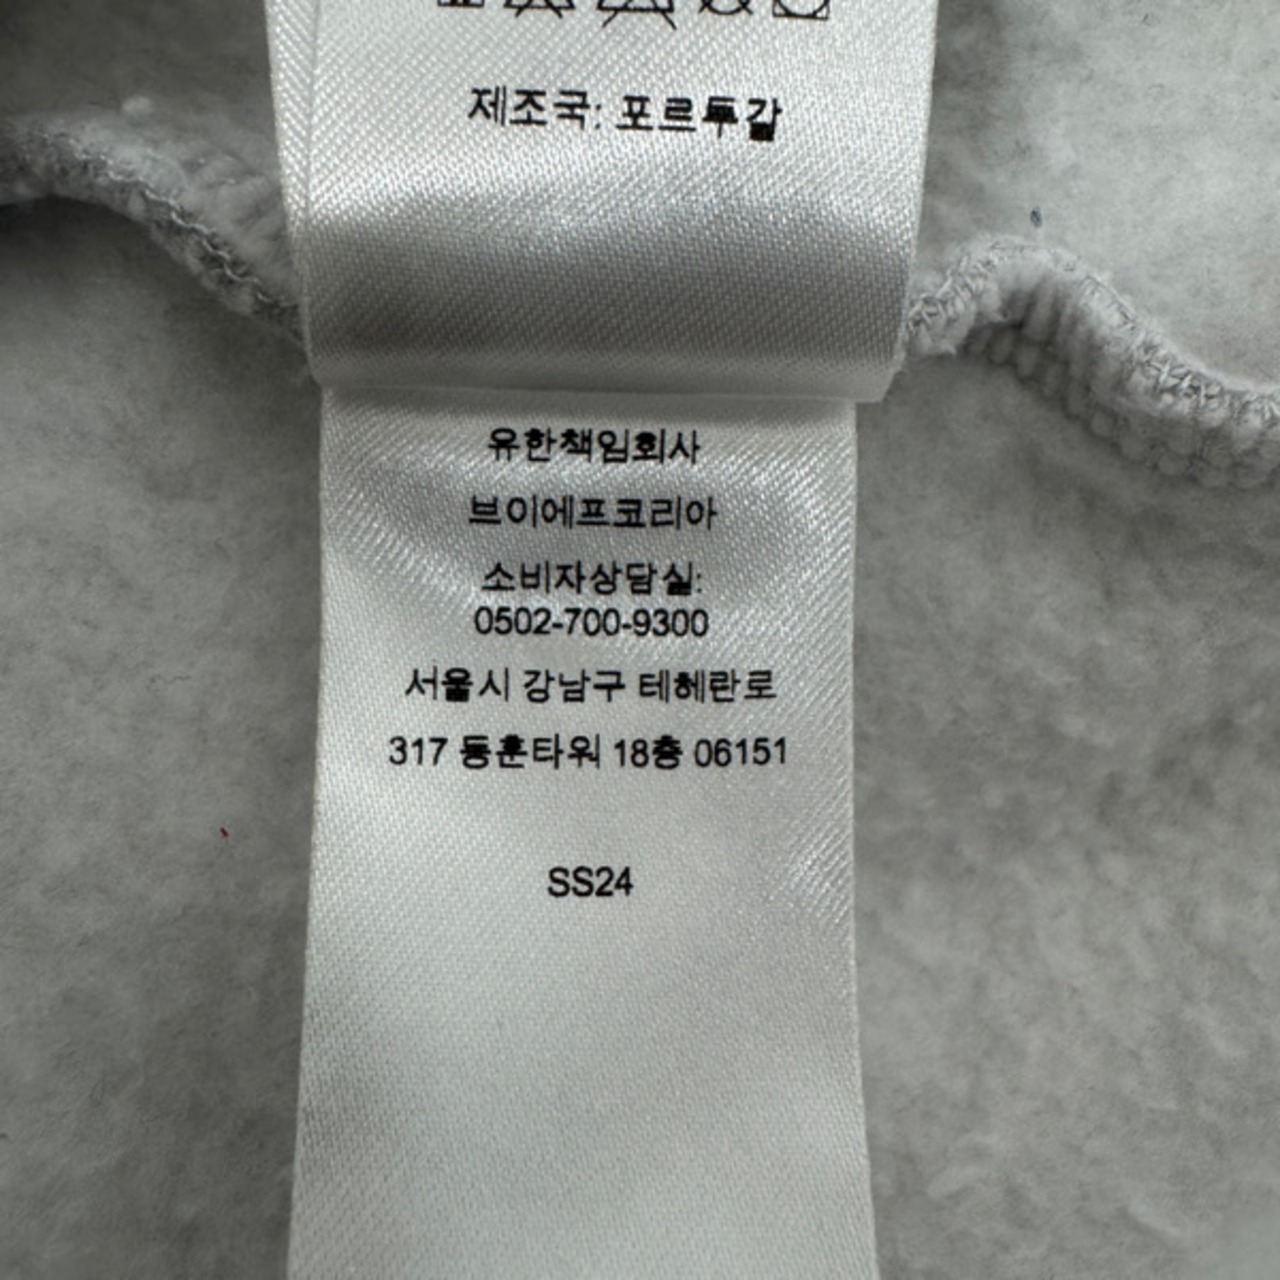 제조국: 포르투갈
유한책임회사
브이에프코리아
소비자상담실:
0502-700-9300
서울시 강남구 테헤란로
317 동훈타워 18층 06151
SS24